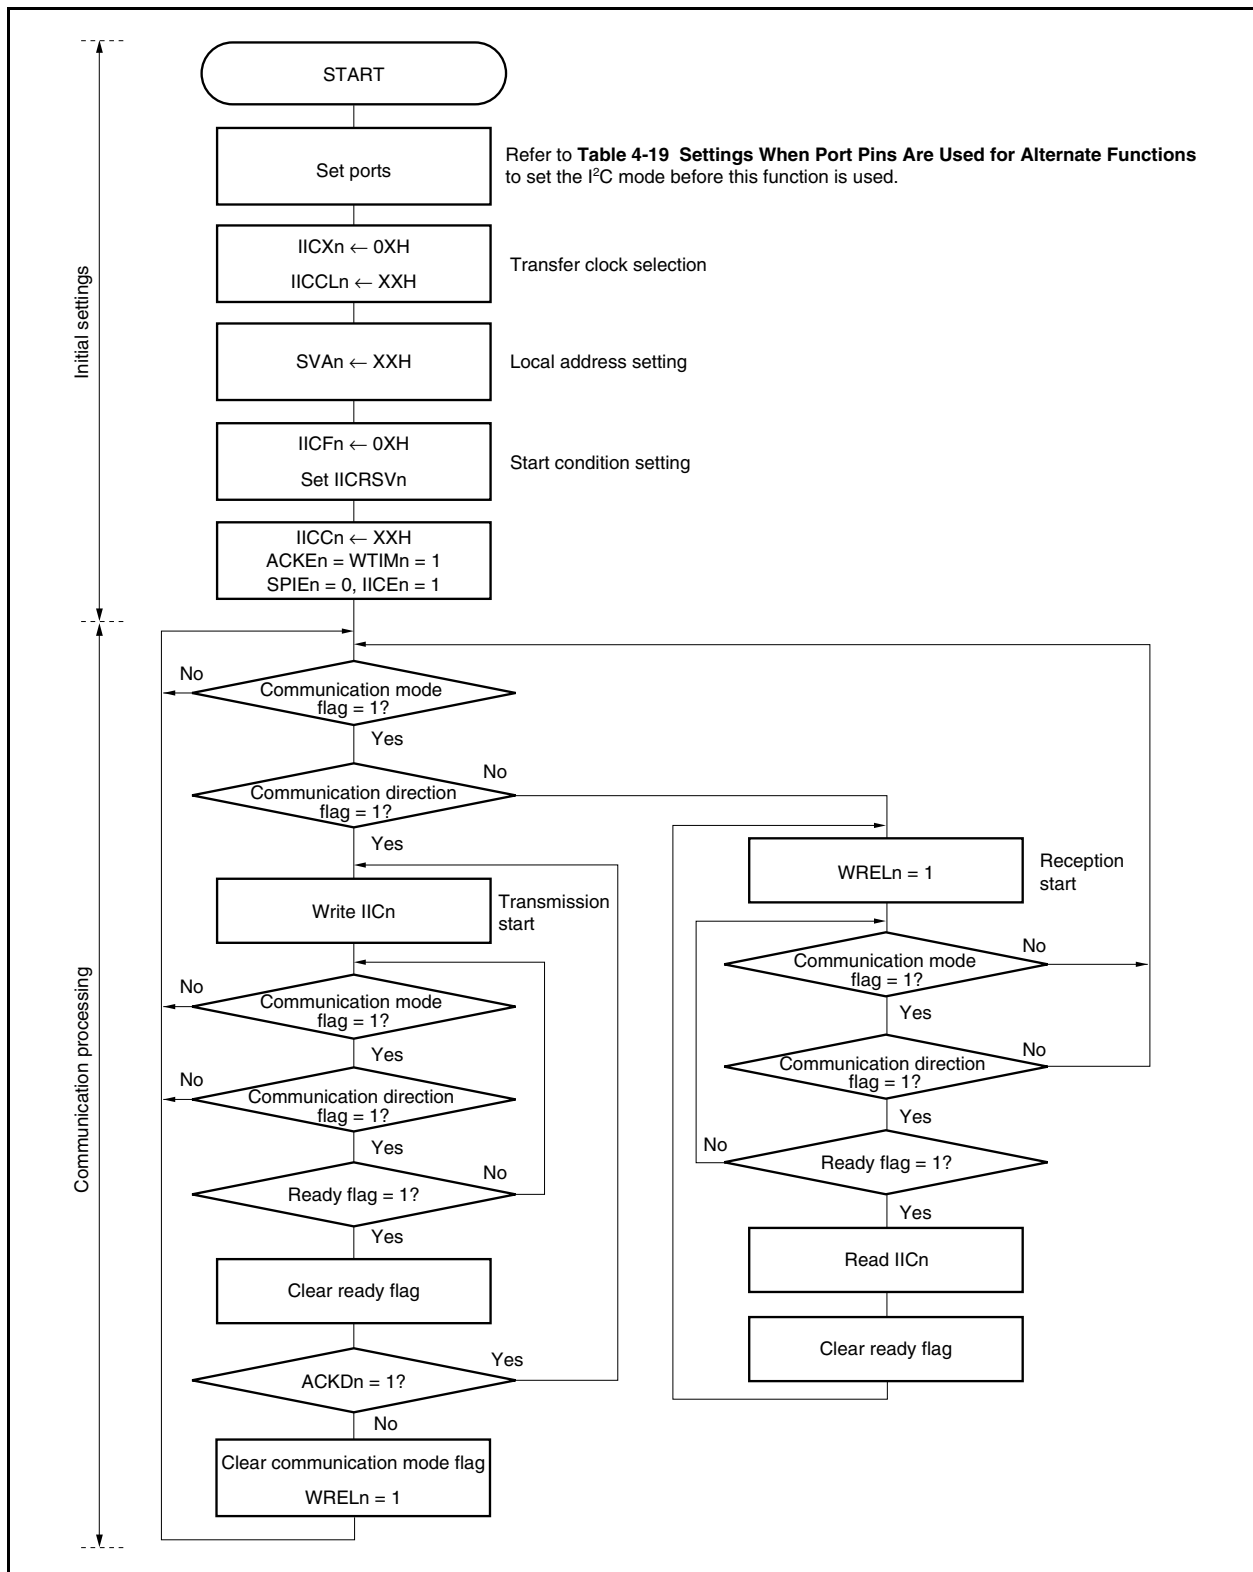 START
Set ports
Refer to Table 4-19 Settings When Port Pins Are Used for Alternate Functions
to set the I²C mode before this function is used.
IICXn ← 0XH
IICCLn ← XXH
Transfer clock selection
SVAn ← XXH
Local address setting
IICFn ← 0XH
Set IICRSVn
Start condition setting
IICCn ← XXH
ACKEn = WTIMn = 1
SPIEn = 0, IICEn = 1
Initial settings
Communication processing
No
Communication mode
flag = 1?
Yes
Communication direction
flag = 1?
No
Yes
Write IICn
Transmission
start
No
Communication mode
flag = 1?
Yes
No
Communication direction
flag = 1?
Yes
Ready flag = 1?
No
Yes
Clear ready flag
ACKDn = 1?
Yes
No
Clear communication mode flag
WRELn = 1
WRELn = 1
Reception
start
Communication mode
flag = 1?
No
Yes
Communication direction
flag = 1?
No
Yes
No
Ready flag = 1?
Yes
Read IICn
Clear ready flag